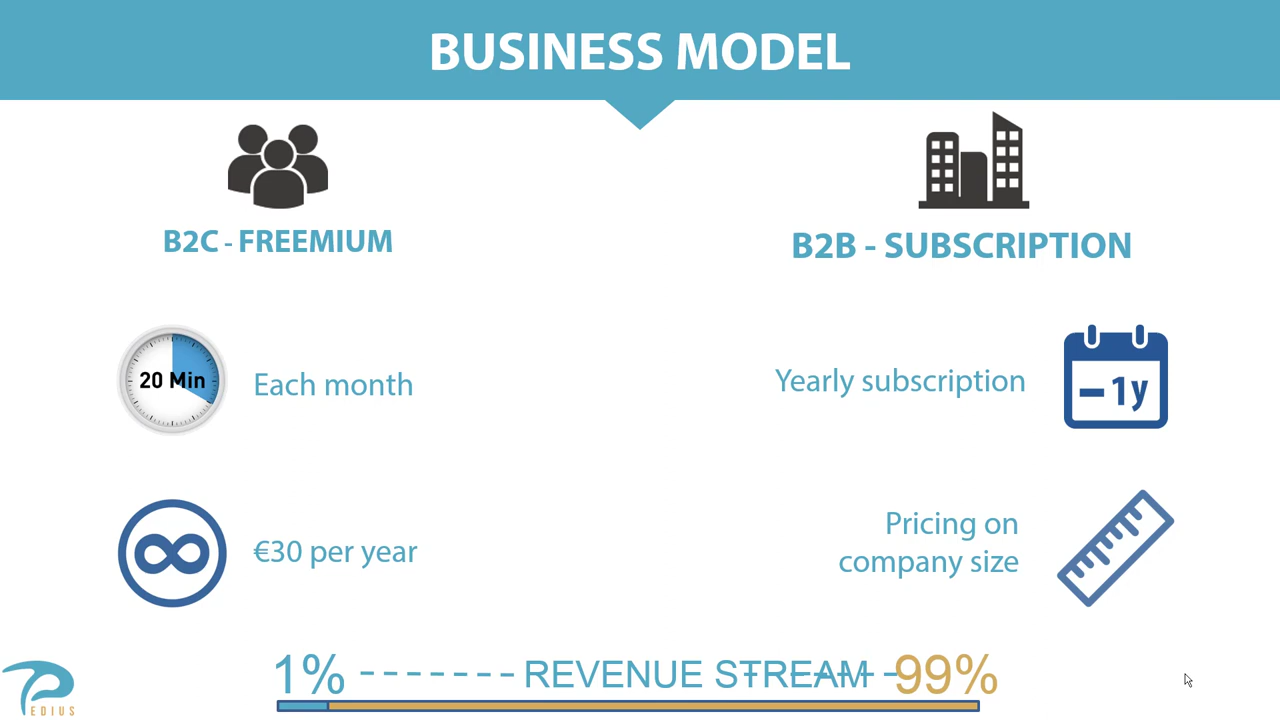 BUSINESS MODEL
B2C - FREEMIUM
20 Min
Each month
€30 per year
B2B - SUBSCRIPTION
Yearly subscription
– 1y
Pricing on
company size
1% - - - - - - - REVENUE STREAM 99%
EDIUS